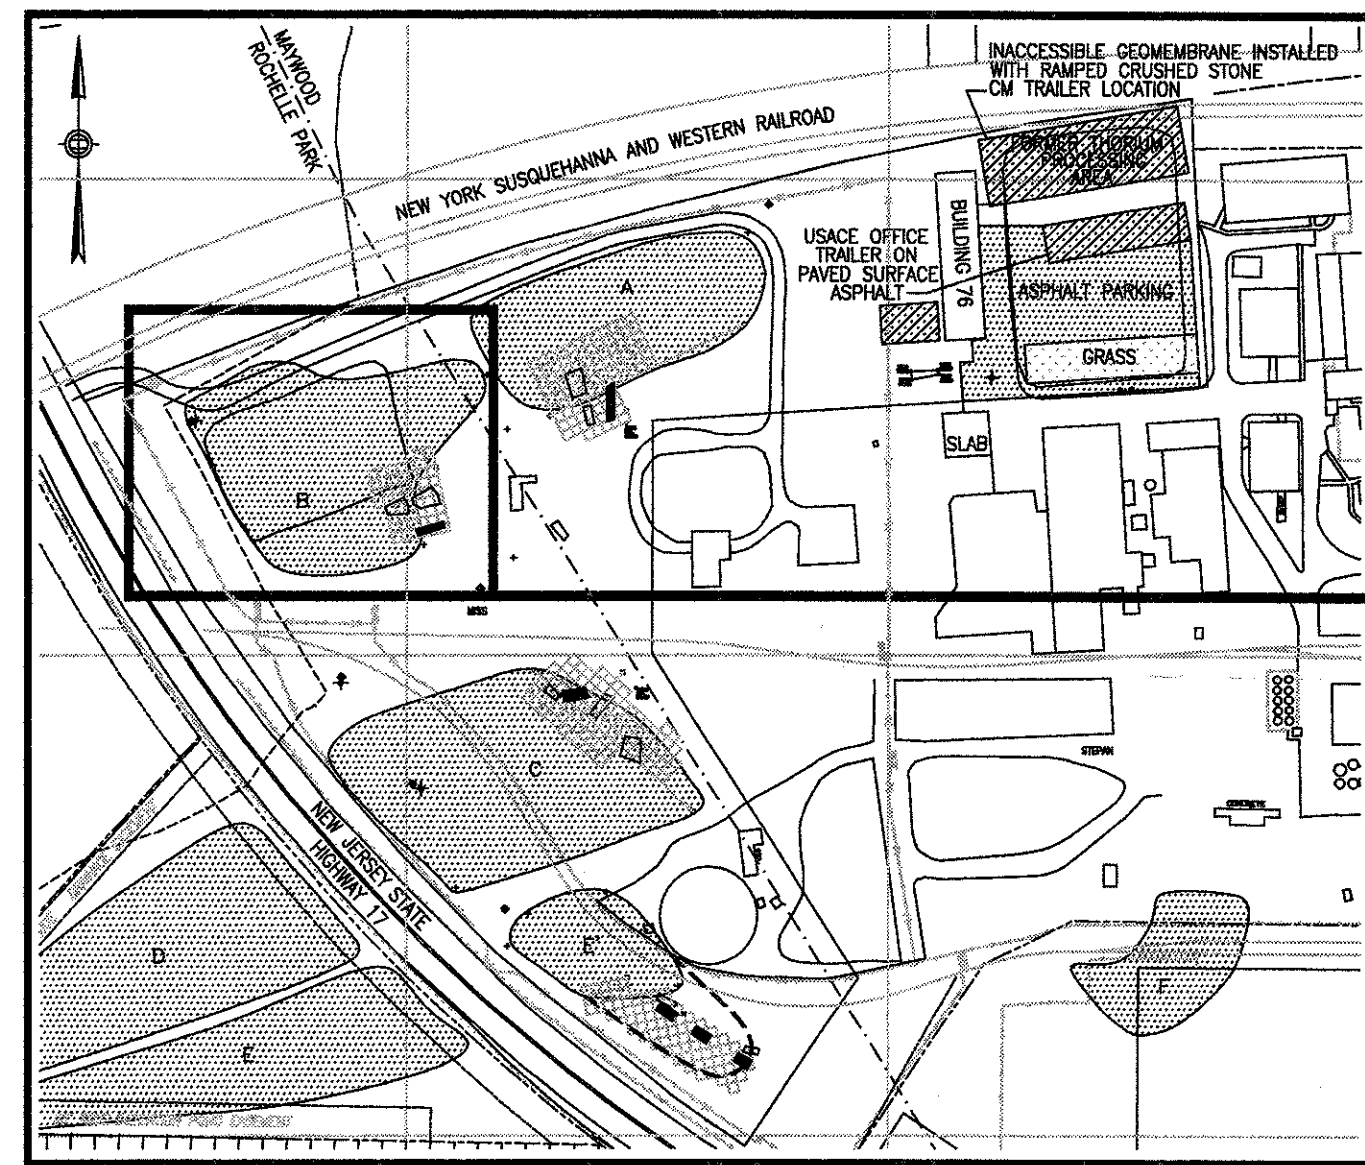 INACCESSIBLE GEOMEMBRANE INSTALLED
WITH RAMPED CRUSHED STONE
CM TRAILER LOCATION
MAYWOOD
ROCHELLE PARK
NEW YORK SUSQUEHANNA AND WESTERN RAILROAD
FORMER THORIUM
PROCESSING
AREA
BUILDING 76
USACE OFFICE
TRAILER ON
PAVED SURFACE
ASPHALT
ASPHALT PARKING
GRASS
SLAB
A
B
MISS
C
STEPAN
CONCRETE
NEW JERSEY STATE
HIGHWAY 17
D
E'
E
F